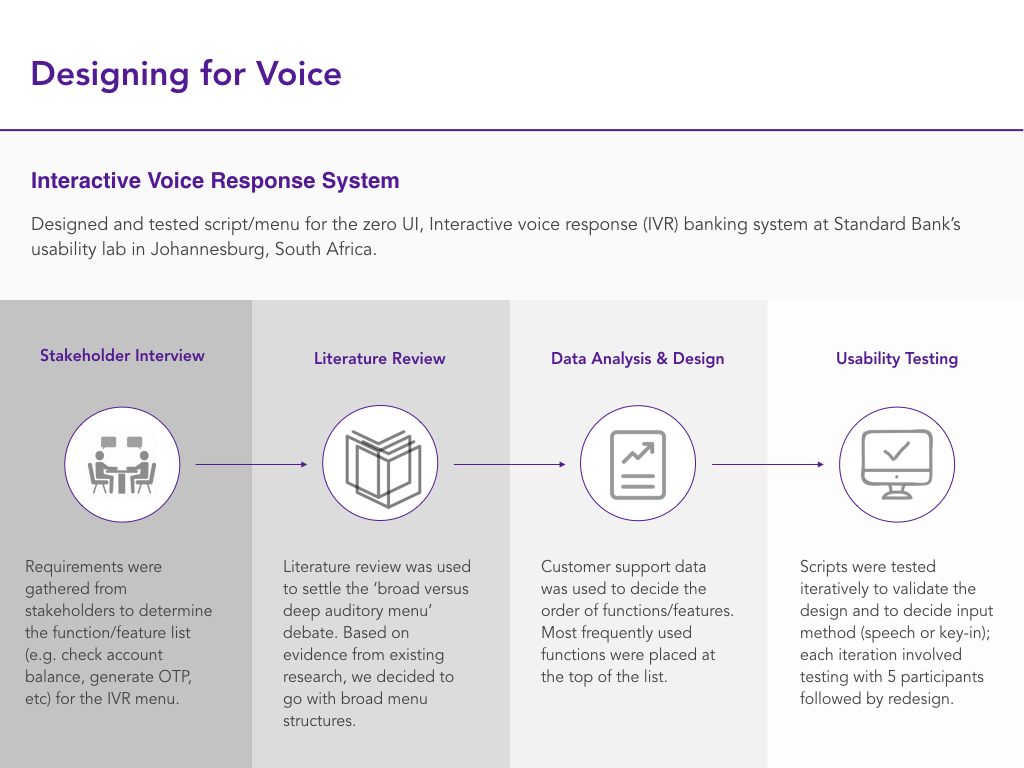 Designing for Voice
Interactive Voice Response System
Designed and tested script/menu for the zero UI, Interactive voice response (IVR) banking system at Standard Bank’s
usability lab in Johannesburg, South Africa.
Stakeholder Interview
Requirements were
gathered from
stakeholders to determine
the function/feature list
(e.g. check account
balance, generate OTP,
etc) for the IVR menu.
Literature Review
Literature review was used
to settle the ‘broad versus
deep auditory menu’
debate. Based on
evidence from existing
research, we decided to
go with broad menu
structures.
Data Analysis & Design
Customer support data
was used to decide the
order of functions/features.
Most frequently used
functions were placed at
the top of the list.
Usability Testing
Scripts were tested
iteratively to validate the
design and to decide input
method (speech or key-in);
each iteration involved
testing with 5 participants
followed by redesign.